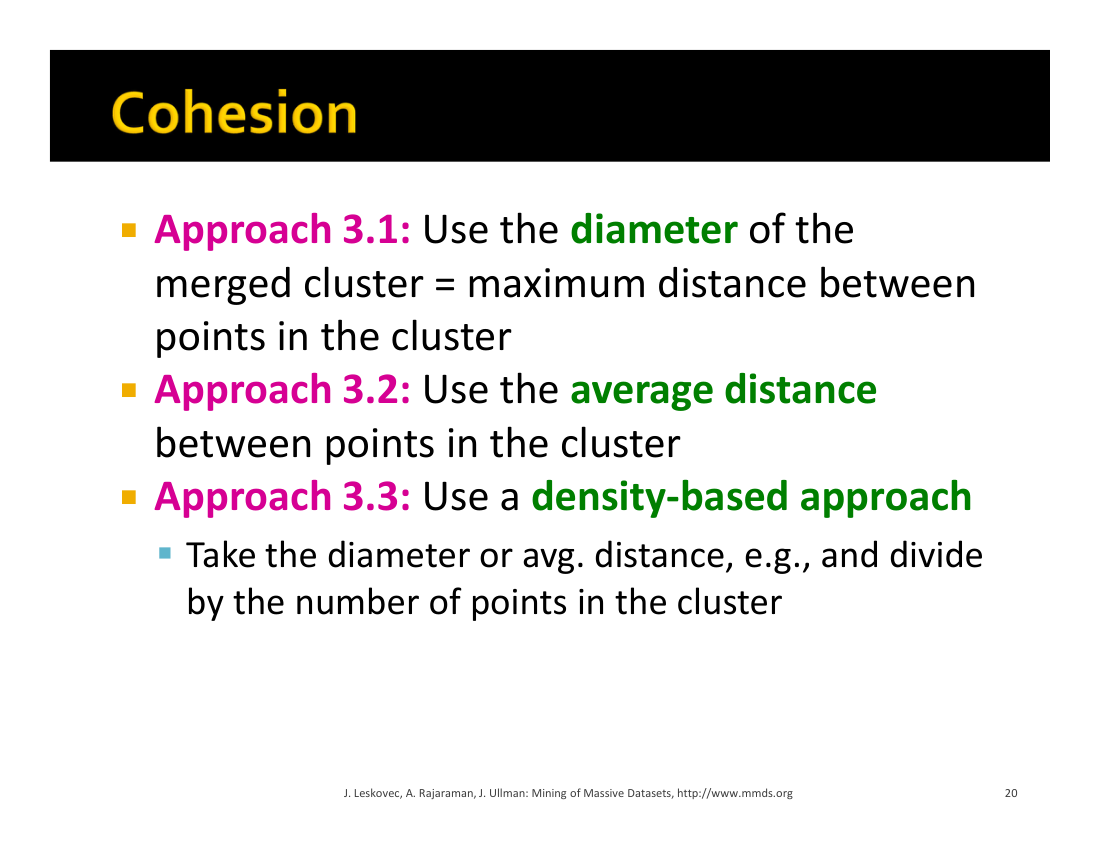 Cohesion
Approach 3.1: Use the diameter of the
merged cluster = maximum distance between
points in the cluster
Approach 3.2: Use the average distance
between points in the cluster
Approach 3.3: Use a density-based approach
Take the diameter or avg. distance, e.g., and divide
by the number of points in the cluster
J. Leskovec, A. Rajaraman, J. Ullman: Mining of Massive Datasets, http://www.mmds.org
20